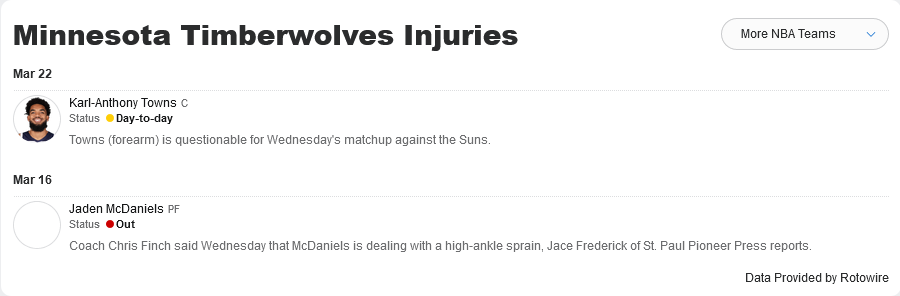 Minnesota Timberwolves Injuries
More NBA Teams
Mar 22
Karl-Anthony Towns C
Status Day-to-day
Towns (forearm) is questionable for Wednesday's matchup against the Suns.
Mar 16
Jaden McDaniels PF
Status Out
Coach Chris Finch said Wednesday that McDaniels is dealing with a high-ankle sprain, Jace Frederick of St. Paul Pioneer Press reports.
Data Provided by Rotowire